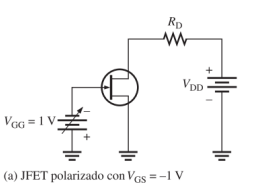 R_D
+
V_DD
−
−
V_GG = 1 V
+
(a) JFET polarizado con V_GS = –1 V